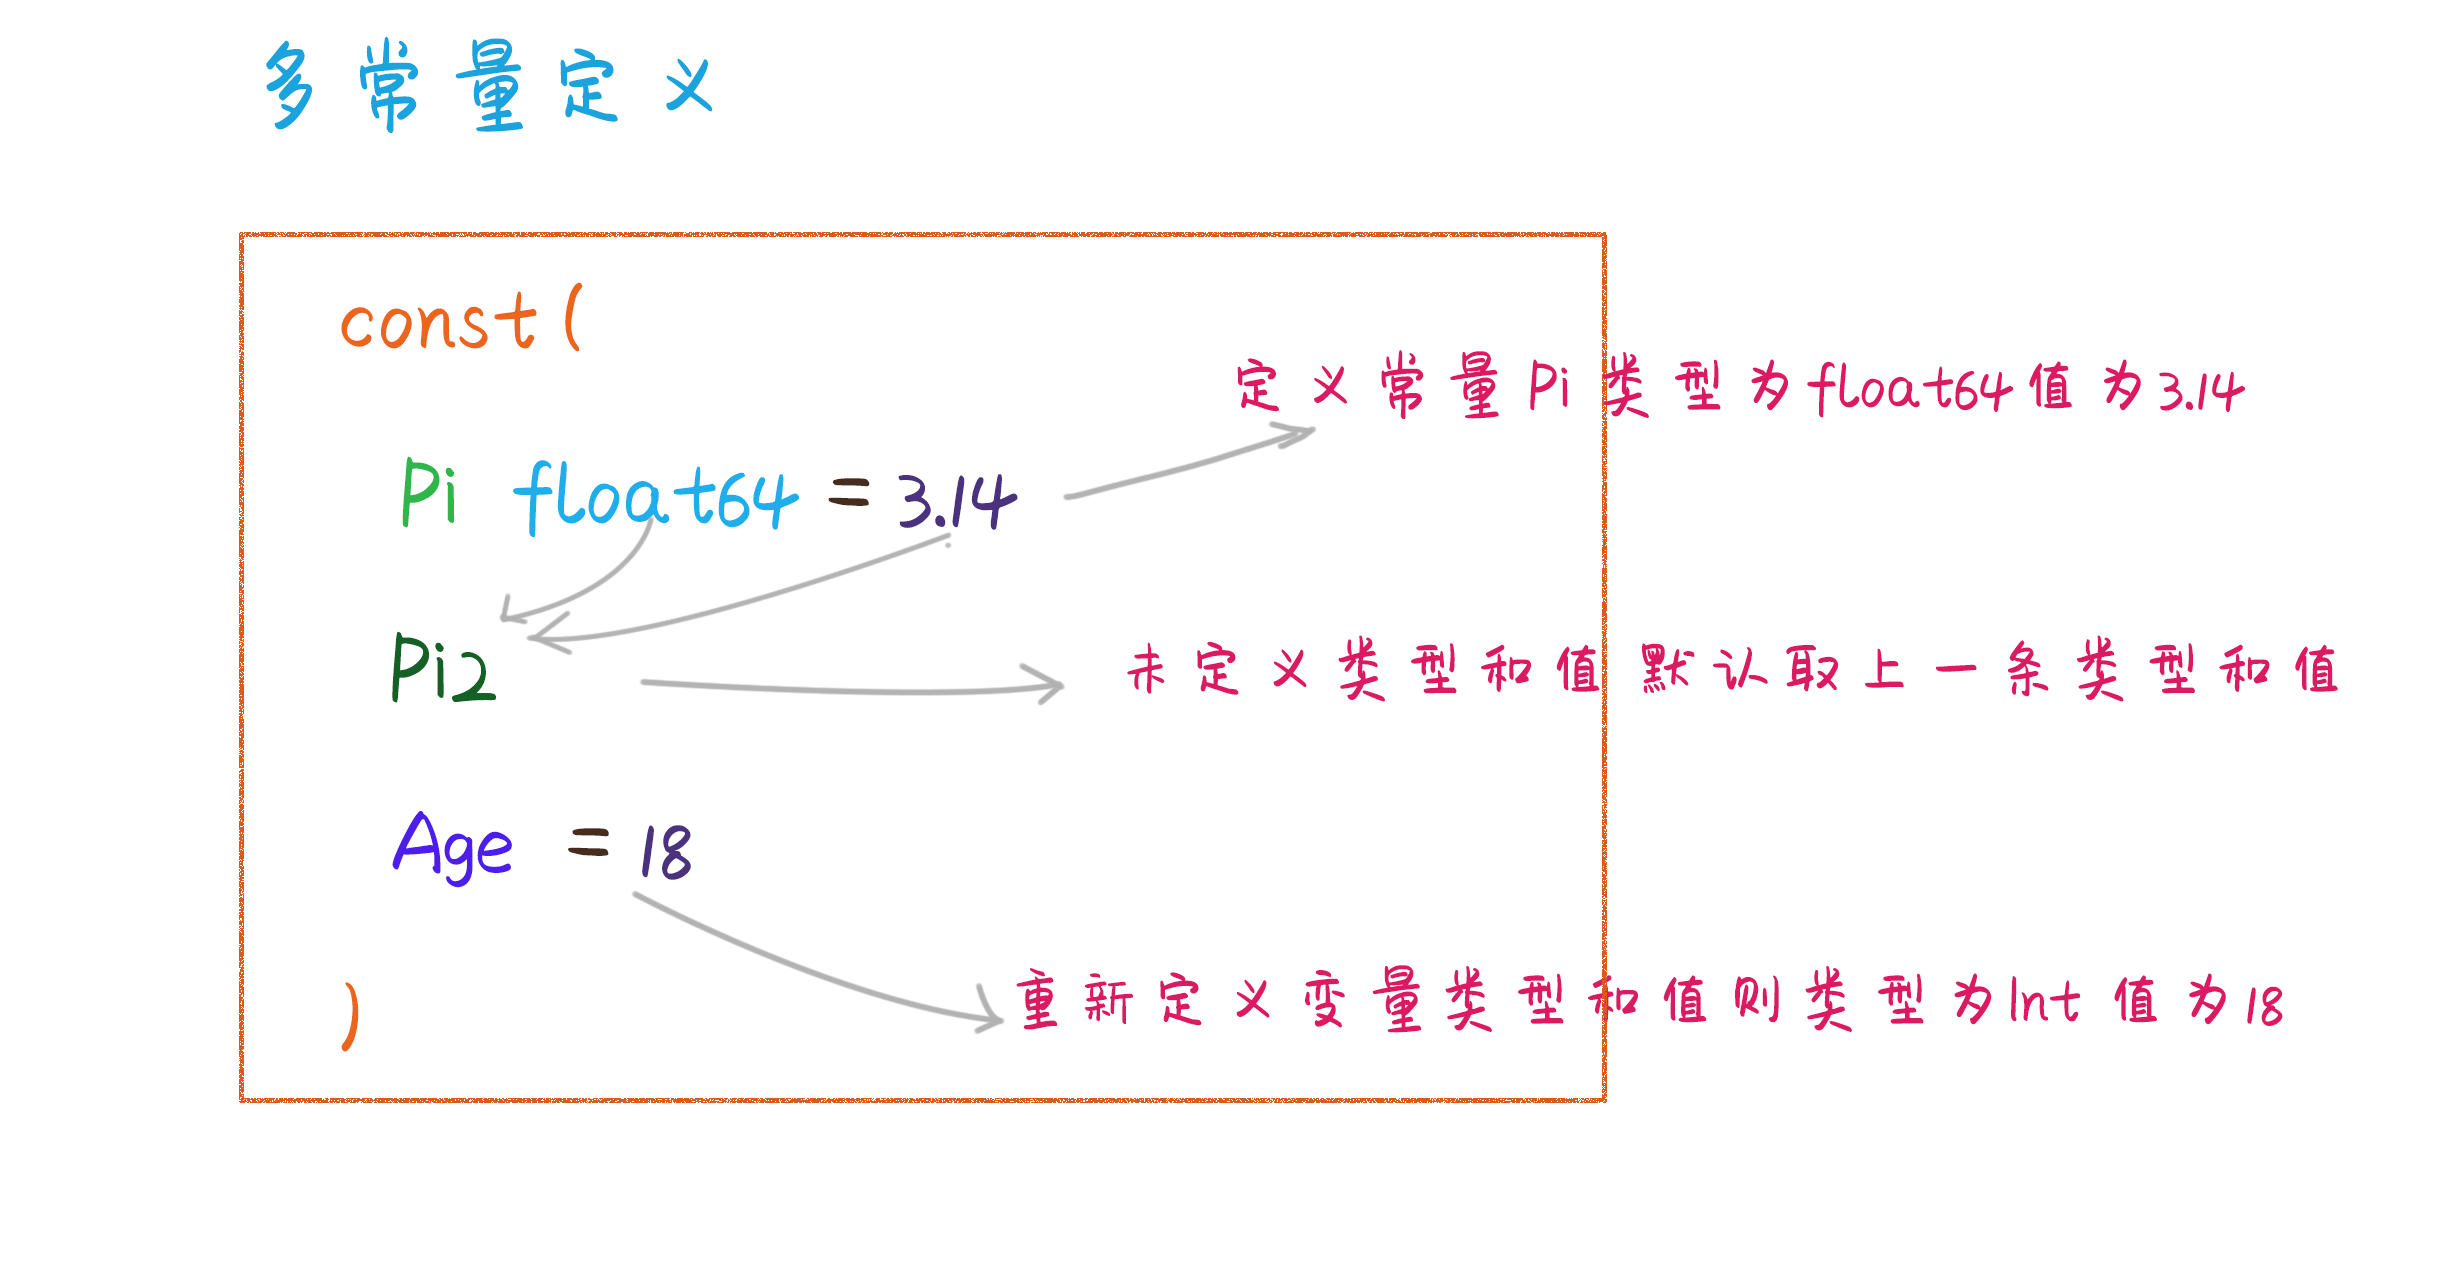 多常量定义
const(
定义常量Pi类型为float64值为3.14
Pi float64 = 3.14
Pi2
未定义类型和值默认取上一条类型和值
Age = 18
重新定义变量类型和值则类型为Int值为18
)